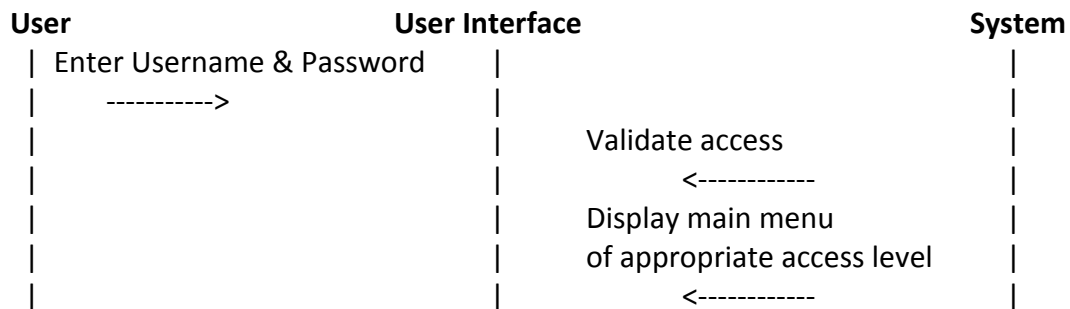 User User Interface System
| Enter Username & Password | |
| -----------> | |
| | Validate access |
| | <------------ |
| | Display main menu |
| | of appropriate access level |
| | <------------ |